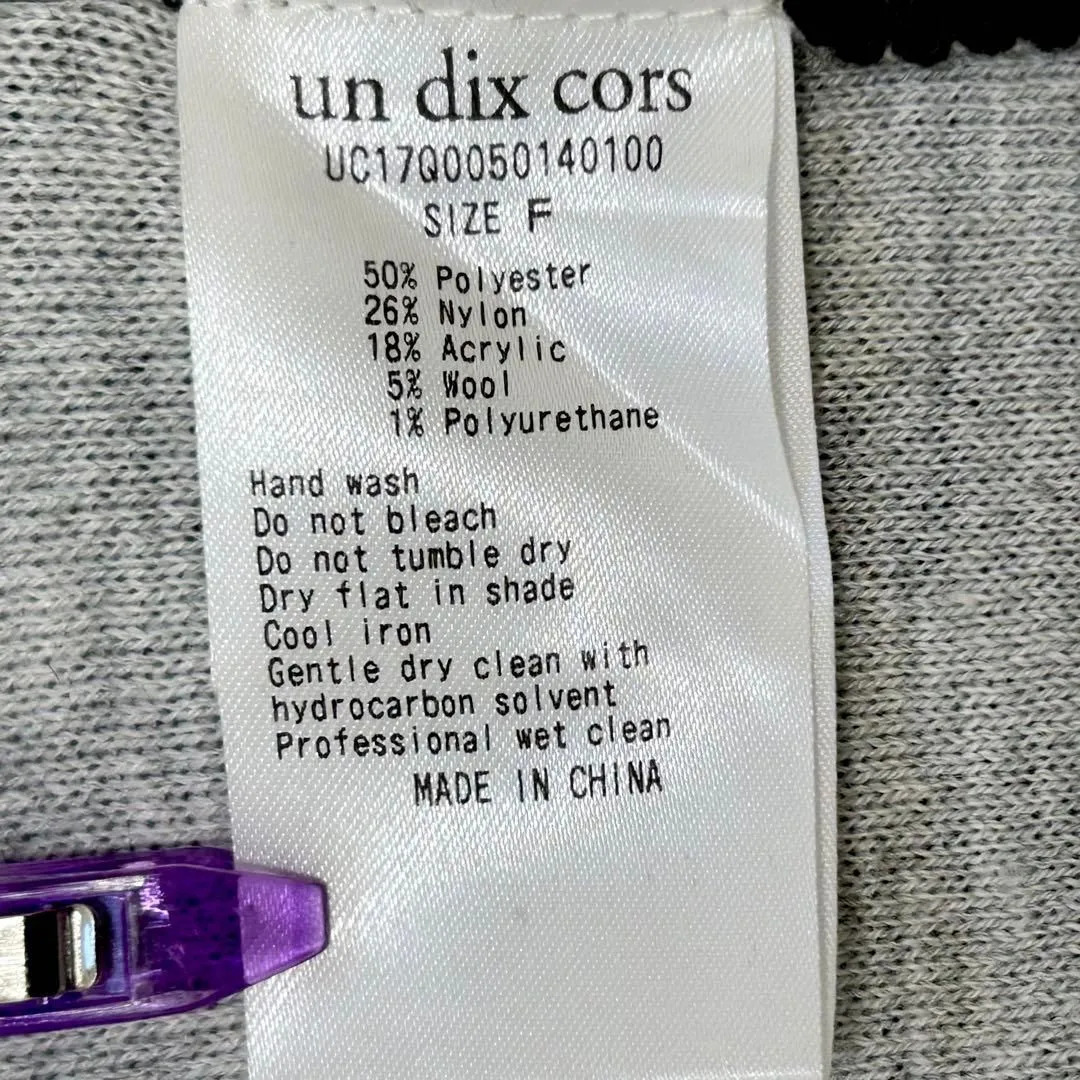 un dix cors
UC17Q0050140100
SIZE F
50% Polyester
26% Nylon
18% Acrylic
5% Wool
1% Polyurethane
Hand wash
Do not bleach
Do not tumble dry
Dry flat in shade
Cool iron
Gentle dry clean with
hydrocarbon solvent
Professional wet clean
MADE IN CHINA